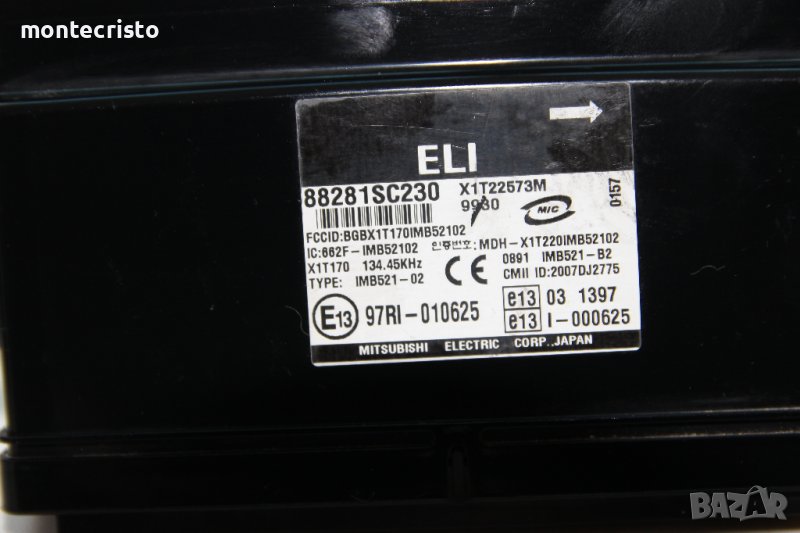 montecristo
ELI
88281SC230 X1T22573M
9930
MIC
0157
FCCID:BGBX1T170IMB52102
IC:662F-IMB52102 인증번호:MDH-X1T220IMB52102
X1T170 134.45KHz CE 0891 IMB521-B2
TYPE: IMB521-02 CMII ID:2007DJ2775
E13 97RI-010625 e13 03 1397
e13 I-000625
MITSUBISHI ELECTRIC CORP.,JAPAN
BAZAR